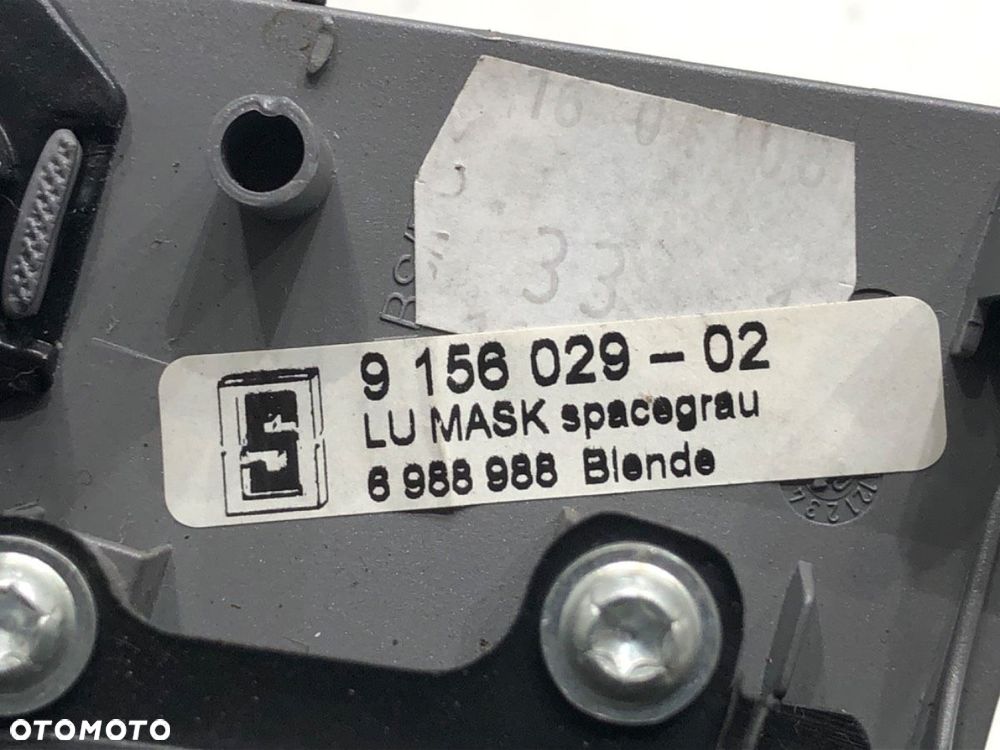 33
9 156 029 - 02
S
LU MASK spacegrau
6 988 988 Blende
OTOMOTO